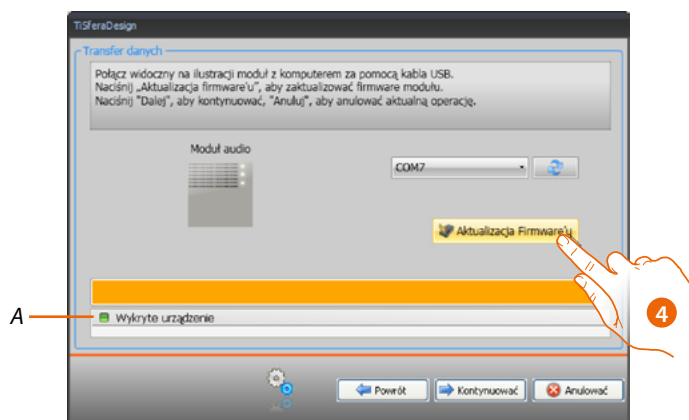 TiSferaDesign
Transfer danych
Połącz widoczny na ilustracji moduł z komputerem za pomocą kabla USB.
Naciśnij „Aktualizacja firmware'u”, aby zaktualizować firmware modułu.
Naciśnij "Dalej", aby kontynuować, "Anuluj", aby anulować aktualną operację.
Moduł audio
COM7
Aktualizacja Firmware'u
A
Wykryte urządzenie
4
Powrót
Kontynuować
Anulować